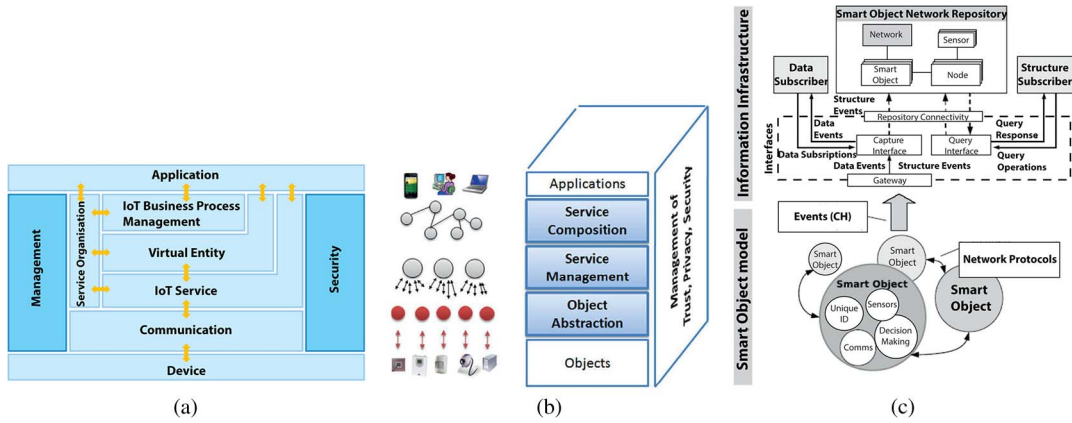 Application
Management
Service Organisation
IoT Business Process
Management
Virtual Entity
IoT Service
Communication
Device
Security
(a)
Applications
Service
Composition
Service
Management
Object
Abstraction
Objects
Management of
Trust, Privacy, Security
(b)
Information Infrastructure
Smart Object Network Repository
Network
Sensor
Smart
Object
Node
Data
Subscriber
Structure
Subscriber
Structure
Events
Repository Connectivity
Interfaces
Data
Events
Capture
Interface
Query
Interface
Query
Response
Data Subsriptions
Query
Operations
Data Events
Structure Events
Gateway
Smart Object model
Events (CH)
Network Protocols
Smart
Object
Smart
Object
Smart
Object
Smart Object
Unique
ID
Sensors
Decision
Making
Comms
(c)